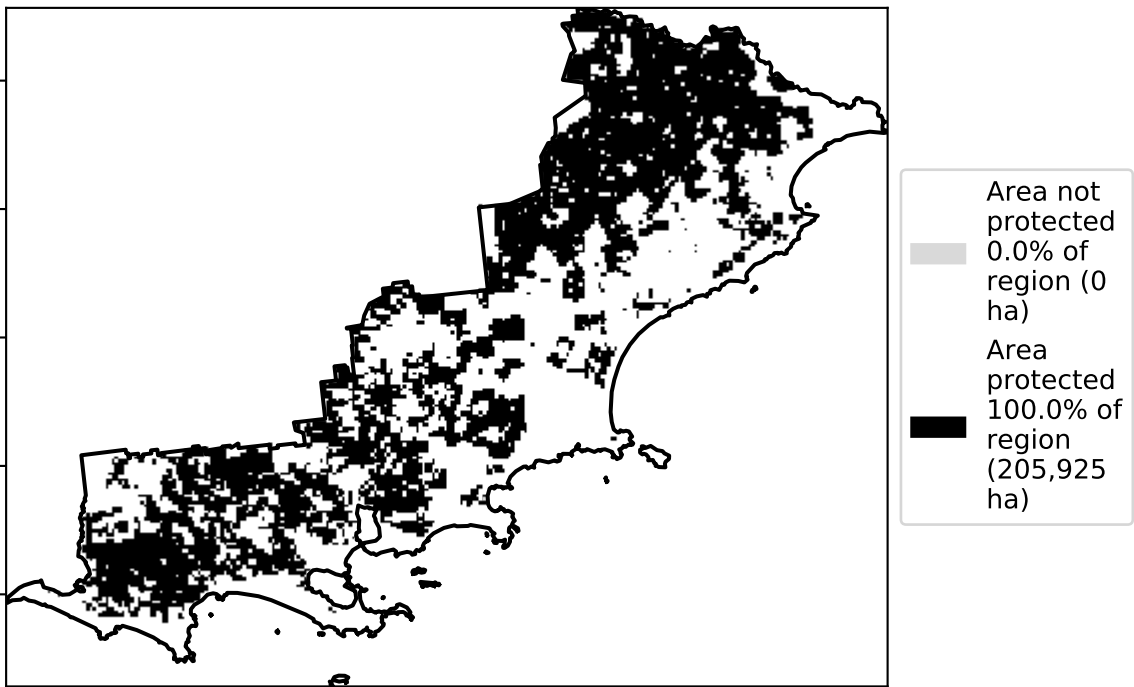 Area not
protected
0.0% of
region (0
ha)
Area
protected
100.0% of
region
(205,925
ha)